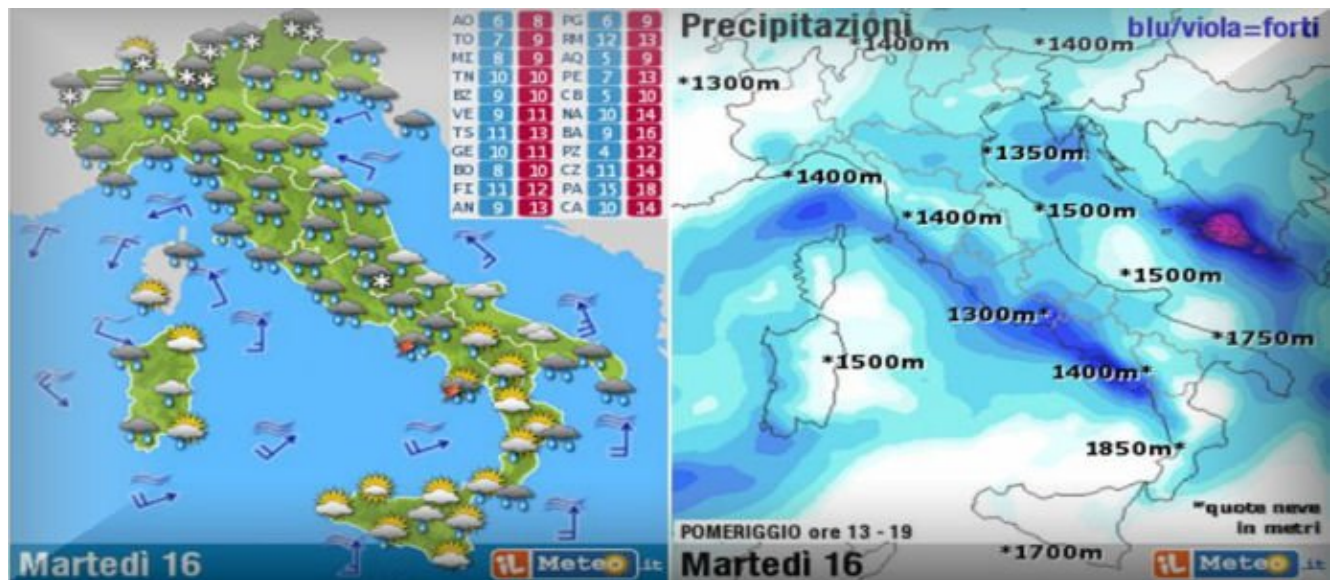 AO 6 8 PG 6 9
TO 7 9 RM 12 13
MI 8 9 AQ 5 9
TN 10 10 PE 7 13
BZ 9 10 CB 5 10
VE 9 11 NA 10 14
TS 11 13 BA 9 16
GE 10 11 PZ 4 12
BO 8 10 CZ 11 14
FI 11 12 PA 15 18
AN 9 13 CA 10 14
Martedì 16
iL Meteo.it
Precipitazioni
blu/viola=forti
*1400m
*1400m
*1300m
*1350m
*1400m
*1400m
*1500m
*1500m
1300m*
*1750m
*1500m
1400m*
1850m*
*quote neve
in metri
POMERIGGIO ore 13 - 19
*1700m
Martedì 16
iL Meteo.it